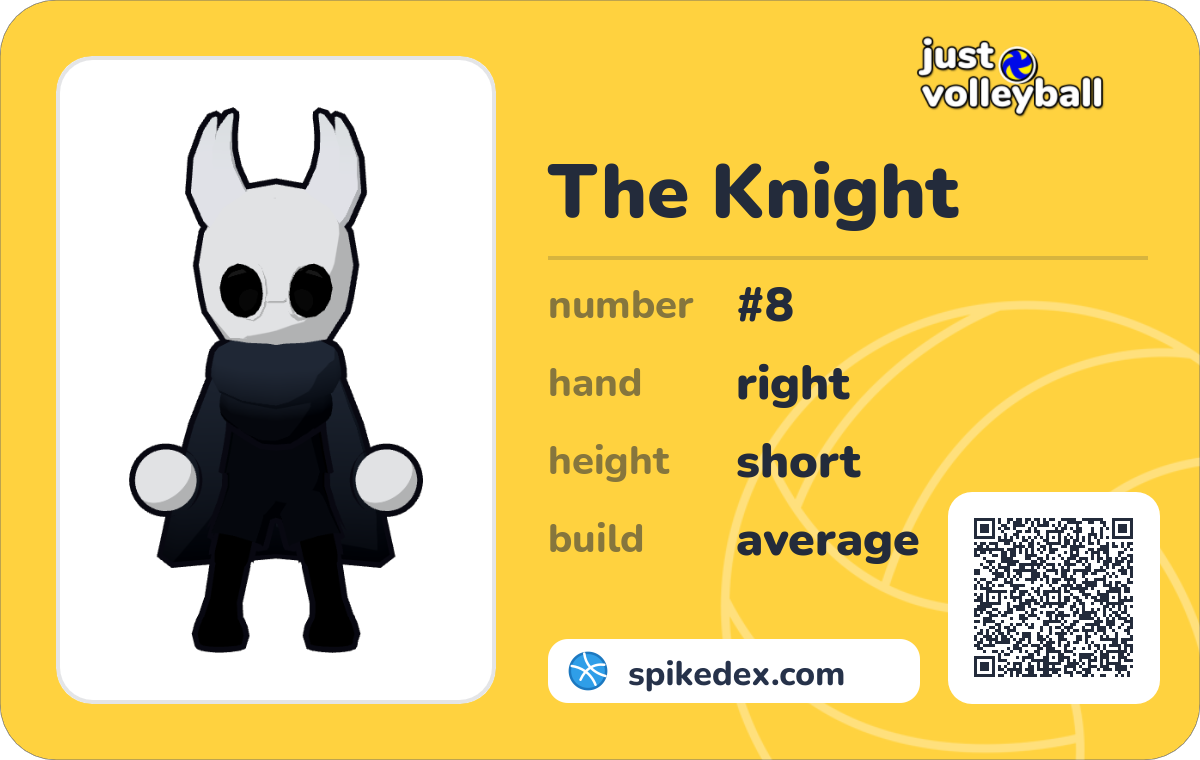 just
volleyball
The Knight
number #8
hand right
height short
build average
spikedex.com